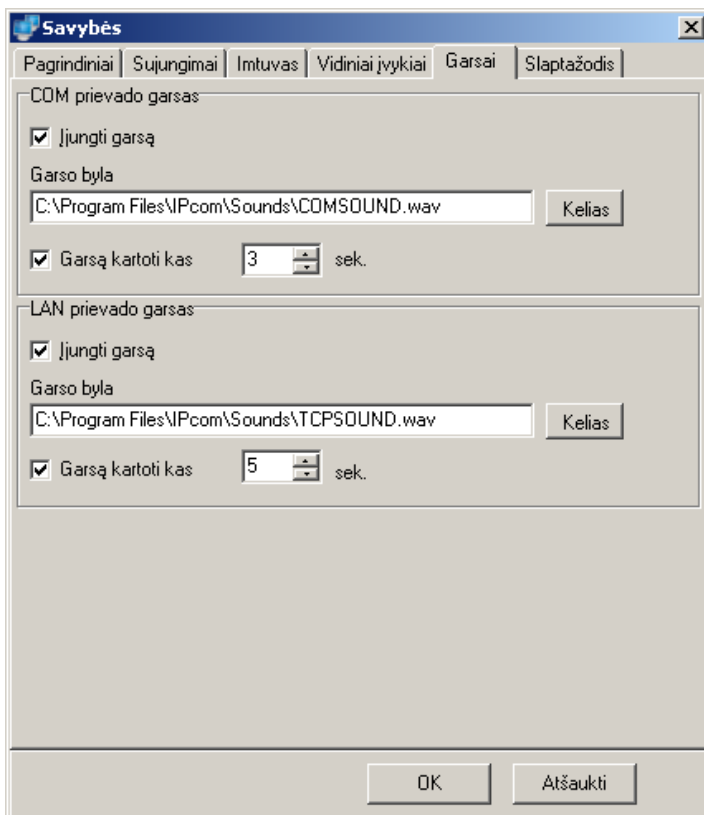 Savybės
Pagrindiniai Sujungimai Imtuvas Vidiniai įvykiai Garsai Slaptažodis
COM prievado garsas
Įjungti garsą
Garso byla
C:\Program Files\IPcom\Sounds\COMSOUND.wav Kelias
Garsą kartoti kas 3 sek.
LAN prievado garsas
Įjungti garsą
Garso byla
C:\Program Files\IPcom\Sounds\TCPSOUND.wav Kelias
Garsą kartoti kas 5 sek.
OK Atšaukti